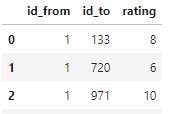 id_from id_to rating
0 1 133 8
1 1 720 6
2 1 971 10